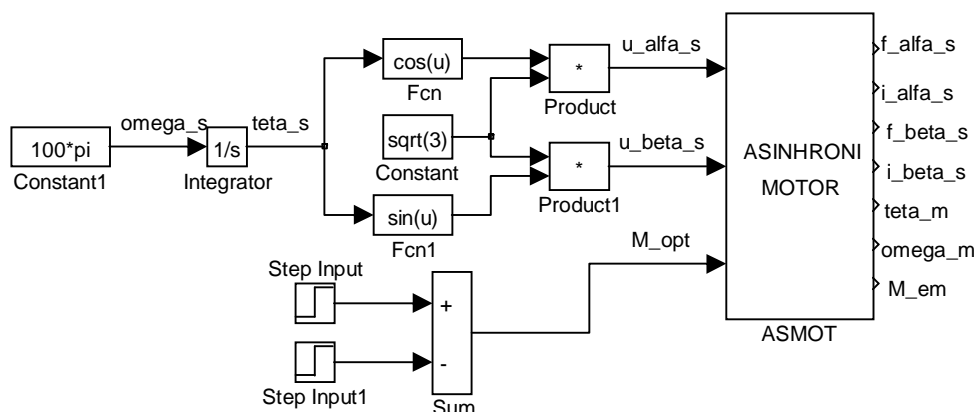 100*pi
Constant1
omega_s
1/s
Integrator
teta_s
cos(u)
Fcn
sqrt(3)
Constant
sin(u)
Fcn1
*
Product
*
Product1
u_alfa_s
u_beta_s
Step Input
Step Input1
+
-
Sum
M_opt
ASINHRONI
MOTOR
ASMOT
f_alfa_s
i_alfa_s
f_beta_s
i_beta_s
teta_m
omega_m
M_em